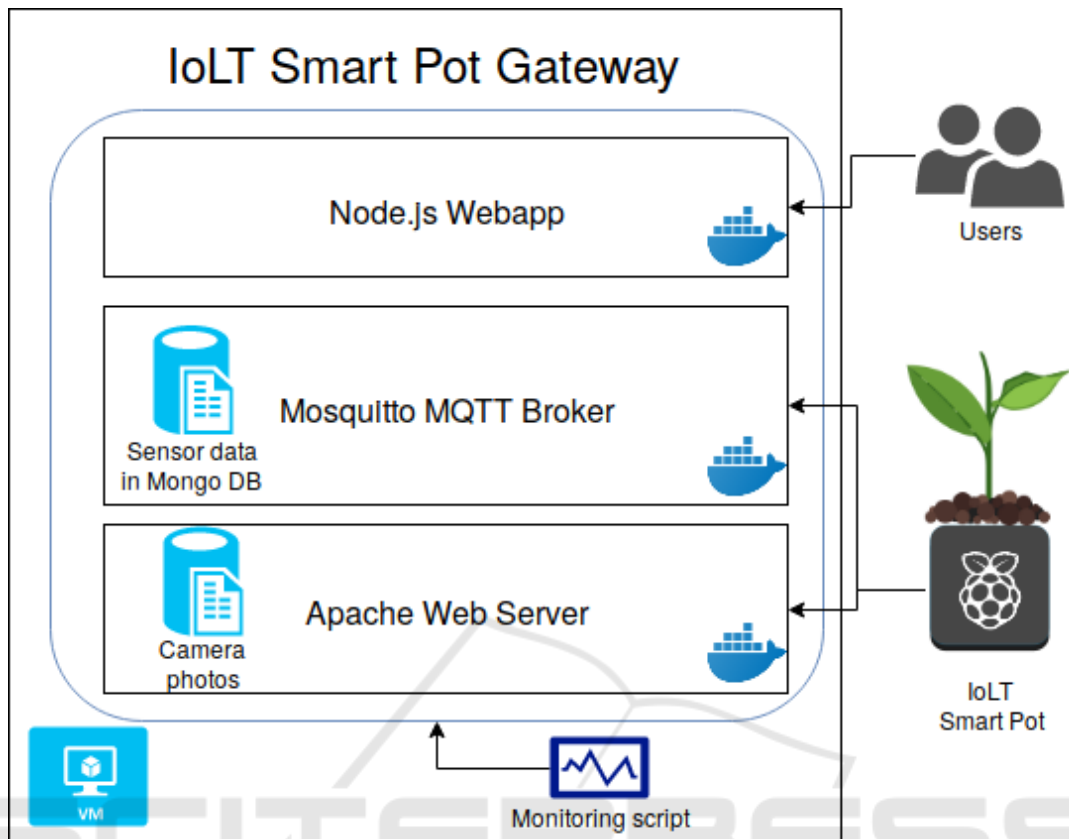 IoLT Smart Pot Gateway
Node.js Webapp
Users
Mosquitto MQTT Broker
Sensor data
in Mongo DB
Apache Web Server
Camera
photos
IoLT
Smart Pot
VM
Monitoring script
SCITEPRESS